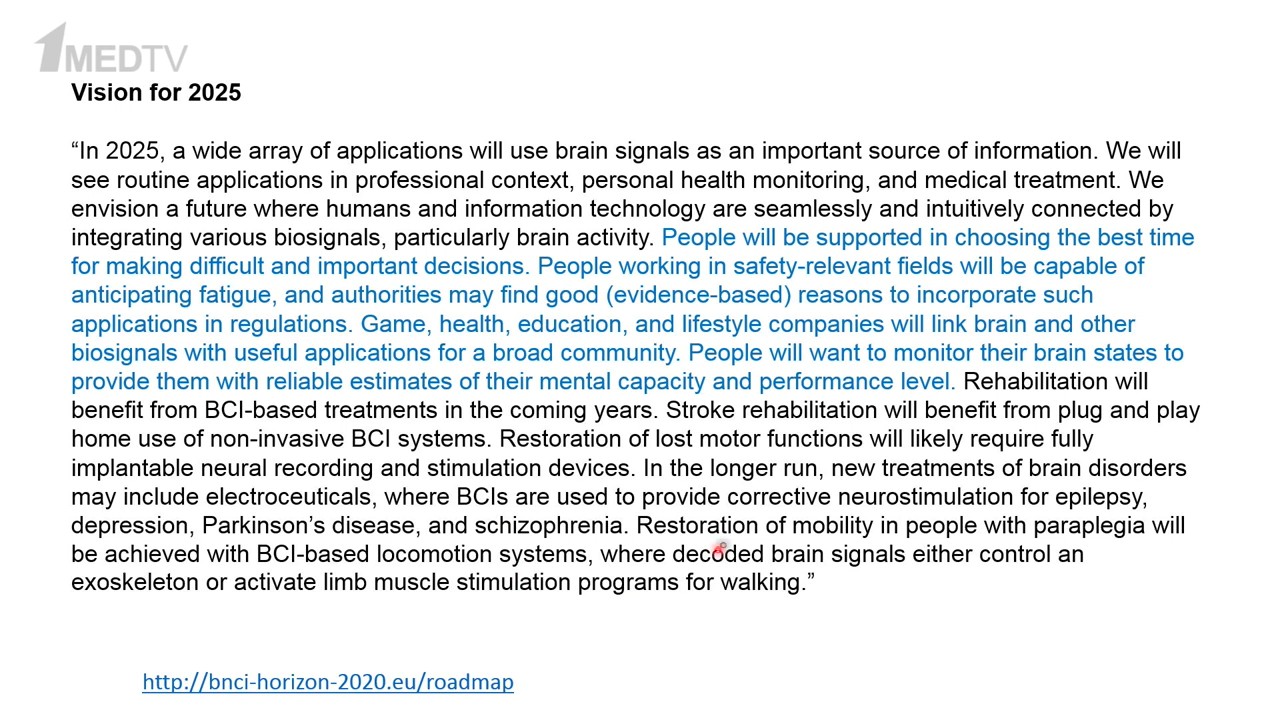 1MEDTV
Vision for 2025
“In 2025, a wide array of applications will use brain signals as an important source of information. We will
see routine applications in professional context, personal health monitoring, and medical treatment. We
envision a future where humans and information technology are seamlessly and intuitively connected by
integrating various biosignals, particularly brain activity. People will be supported in choosing the best time
for making difficult and important decisions. People working in safety-relevant fields will be capable of
anticipating fatigue, and authorities may find good (evidence-based) reasons to incorporate such
applications in regulations. Game, health, education, and lifestyle companies will link brain and other
biosignals with useful applications for a broad community. People will want to monitor their brain states to
provide them with reliable estimates of their mental capacity and performance level. Rehabilitation will
benefit from BCI-based treatments in the coming years. Stroke rehabilitation will benefit from plug and play
home use of non-invasive BCI systems. Restoration of lost motor functions will likely require fully
implantable neural recording and stimulation devices. In the longer run, new treatments of brain disorders
may include electroceuticals, where BCIs are used to provide corrective neurostimulation for epilepsy,
depression, Parkinson’s disease, and schizophrenia. Restoration of mobility in people with paraplegia will
be achieved with BCI-based locomotion systems, where decoded brain signals either control an
exoskeleton or activate limb muscle stimulation programs for walking.”
http://bnci-horizon-2020.eu/roadmap